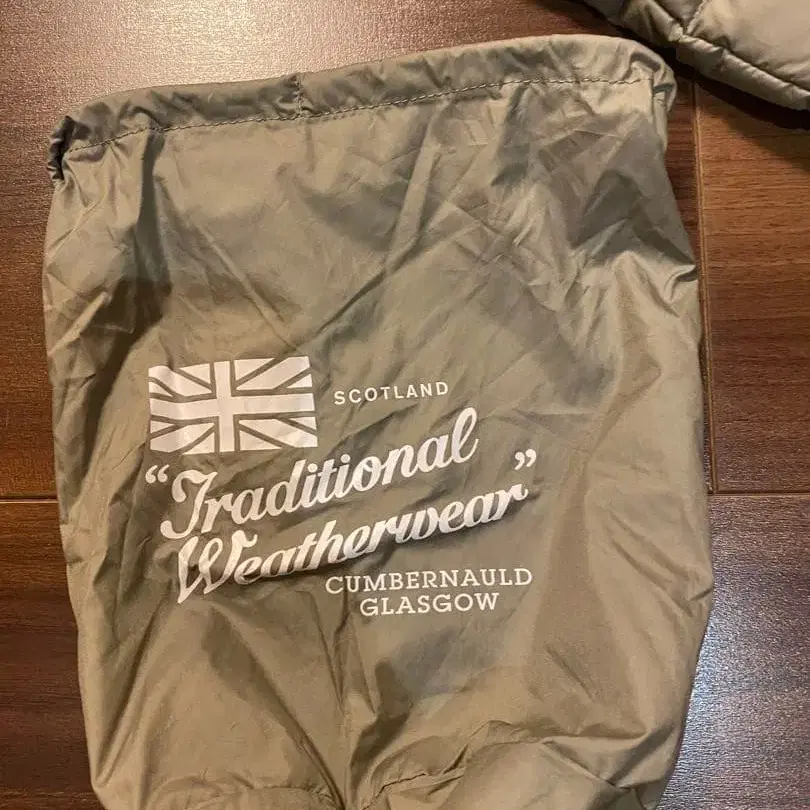 SCOTLAND
“Traditional
Weatherwear”
CUMBERNAULD
GLASGOW